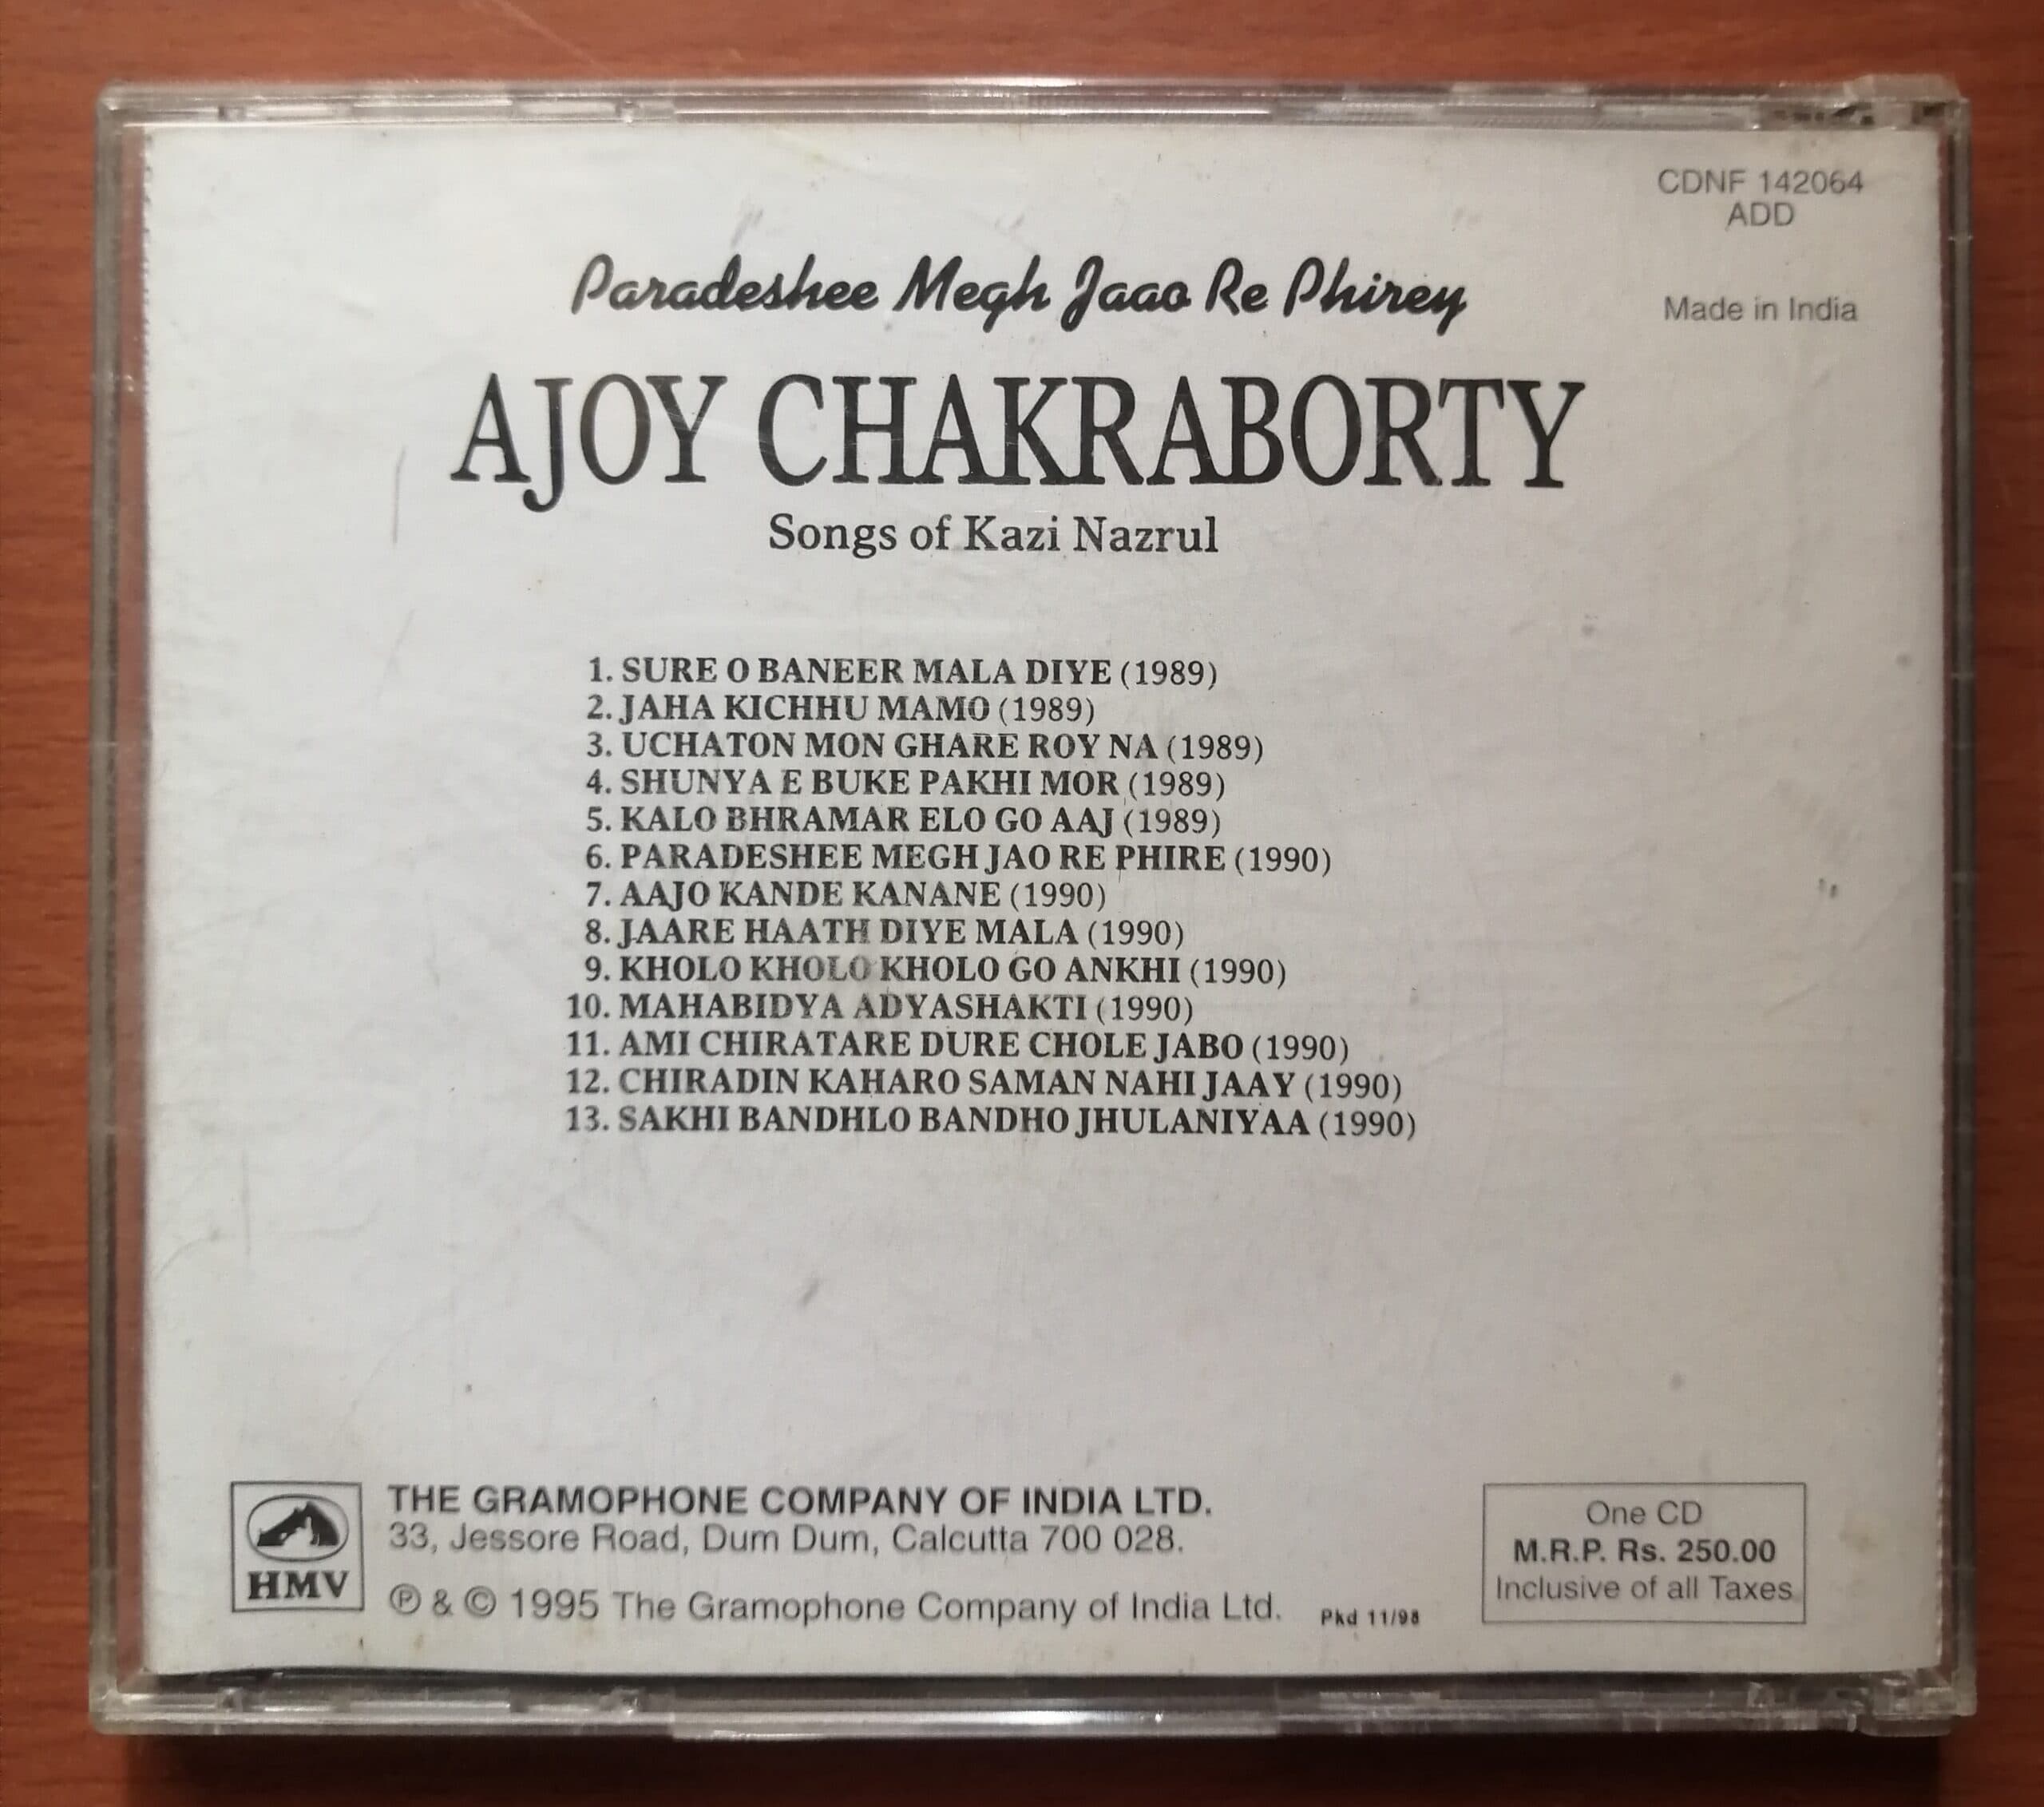 CDNF 142064
ADD
Made in India
Paradeshee Megh Jaao Re Phirey
AJOY CHAKRABORTY
Songs of Kazi Nazrul
1. SURE O BANEER MALA DIYE (1989)
2. JAHA KICHHU MAMO (1989)
3. UCHATON MON GHARE ROY NA (1989)
4. SHUNYA E BUKE PAKHI MOR (1989)
5. KALO BHRAMAR ELO GO AAJ (1989)
6. PARADESHEE MEGH JAO RE PHIRE (1990)
7. AAJO KANDE KANANE (1990)
8. JAARE HAATH DIYE MALA (1990)
9. KHOLO KHOLO KHOLO GO ANKHI (1990)
10. MAHABIDYA ADYASHAKTI (1990)
11. AMI CHIRATARE DURE CHOLE JABO (1990)
12. CHIRADIN KAHARO SAMAN NAHI JAAY (1990)
13. SAKHI BANDHLO BANDHO JHULANIYAA (1990)
HMV
THE GRAMOPHONE COMPANY OF INDIA LTD.
33, Jessore Road, Dum Dum, Calcutta 700 028.
℗ & © 1995 The Gramophone Company of India Ltd. Pkd 11/98
One CD
M.R.P. Rs. 250.00
Inclusive of all Taxes